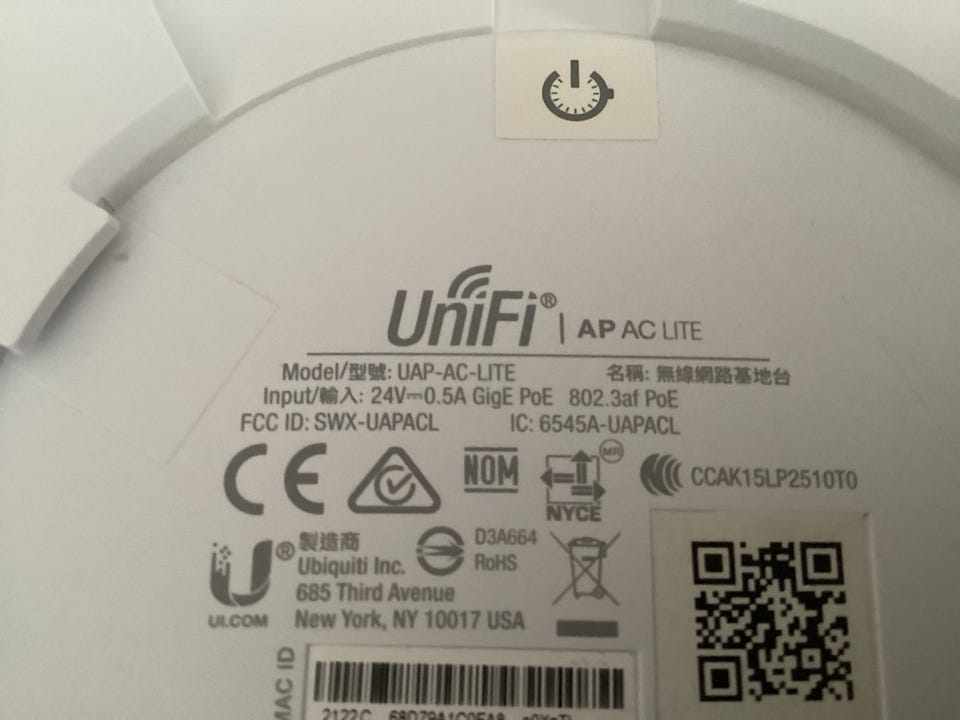 UniFi® | AP AC LITE
Model/型號: UAP-AC-LITE 名稱: 無線網路基地台
Input/輸入: 24V⎓0.5A GigE PoE 802.3af PoE
FCC ID: SWX-UAPACL IC: 6545A-UAPACL
CE NOM NYCE MR CCAK15LP2510T0
U® 製造商 D3A664
Ubiquiti Inc. RoHS
685 Third Avenue
UI.COM New York, NY 10017 USA
MAC ID
2122C